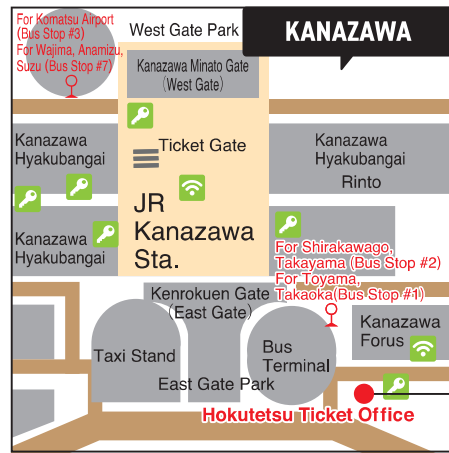 For Komatsu Airport
(Bus Stop #3)
For Wajima, Anamizu,
Suzu (Bus Stop #7)
West Gate Park
KANAZAWA
Kanazawa Minato Gate
(West Gate)
Kanazawa
Hyakubangai
Ticket Gate
Kanazawa
Hyakubangai
Rinto
JR
Kanazawa
Sta.
Kanazawa
Hyakubangai
For Shirakawago,
Takayama (Bus Stop #2)
For Toyama,
Takaoka(Bus Stop #1)
Kenrokuen Gate
(East Gate)
Kanazawa
Forus
Taxi Stand
Bus
Terminal
East Gate Park
Hokutetsu Ticket Office